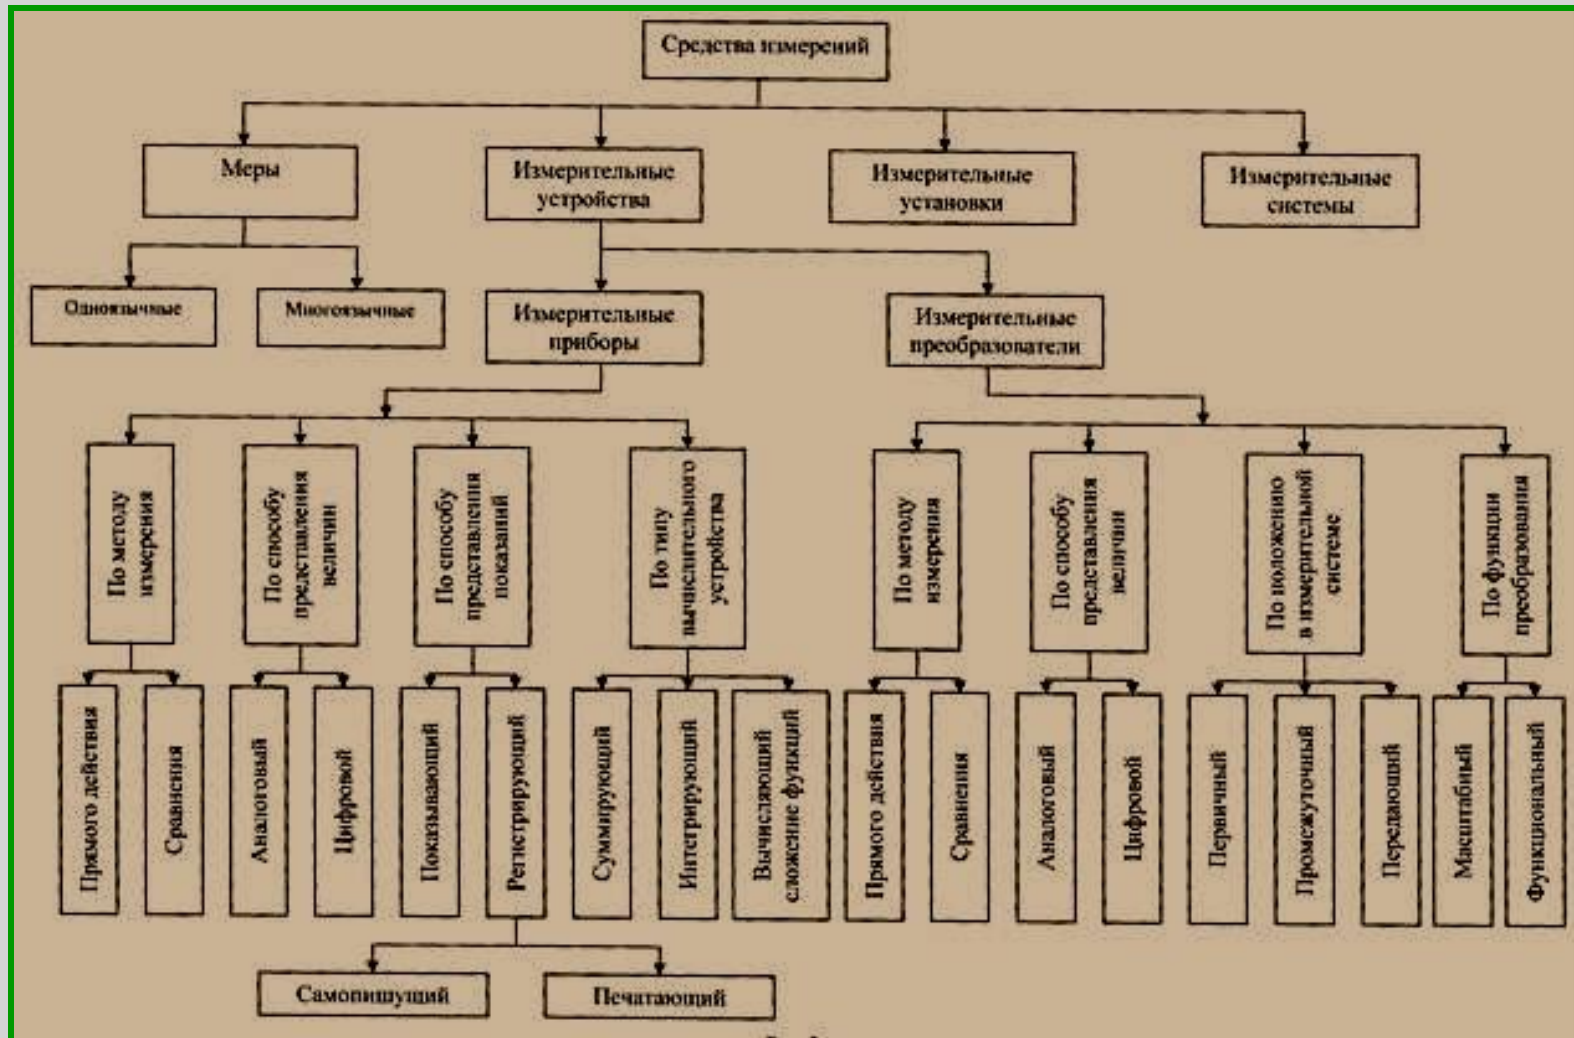 Средства измерений
Меры
Измерительные
устройства
Измерительные
установки
Измерительные
системы
Одноязычные
Многоязычные
Измерительные
приборы
Измерительные
преобразователи
По методу
измерения
По способу
представления
величин
По способу
представления
показаний
По типу
вычислительного
устройства
По методу
измерения
По способу
представления
величин
По положению
в измерительной
системе
По функции
преобразования
Прямого действия
Сравнения
Аналоговый
Цифровой
Показывающий
Регистрирующий
Суммирующий
Интегрирующий
Вычисляющий
сложение функций
Прямого действия
Сравнения
Аналоговый
Цифровой
Первичный
Промежуточный
Передающий
Масштабный
Функциональный
Самопишущий
Печатающий